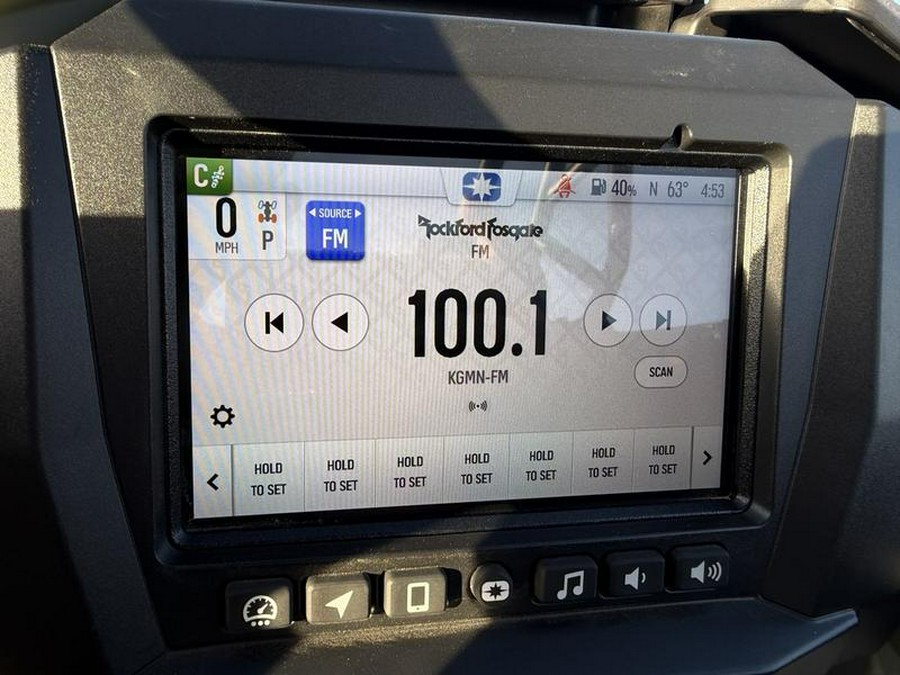 C
40% N 63° 4:53
0
MPH
P
SOURCE
FM
Rockford Fosgate
FM
100.1
KGMN-FM
SCAN
HOLD TO SET
HOLD TO SET
HOLD TO SET
HOLD TO SET
HOLD TO SET
HOLD TO SET
HOLD TO SET